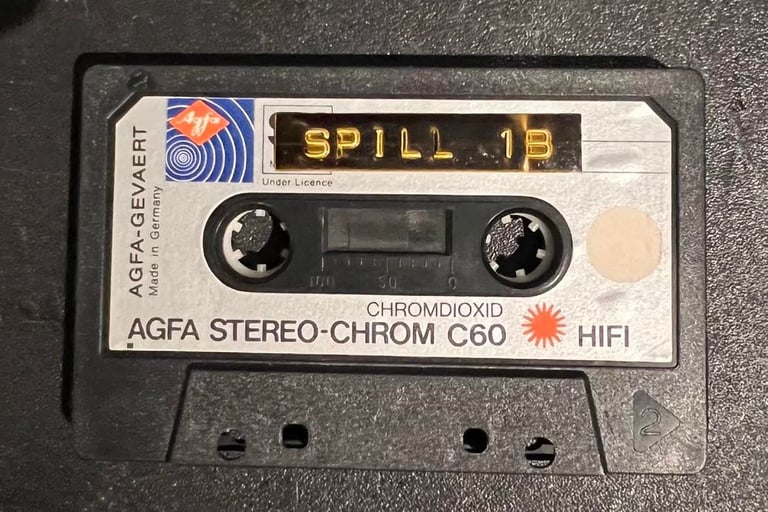 Agfa
SPILL 1B
Under Licence
AGFA-GEVAERT
Made in Germany
100 50 0
CHROMDIOXID
AGFA STEREO-CHROM C60 HIFI
2